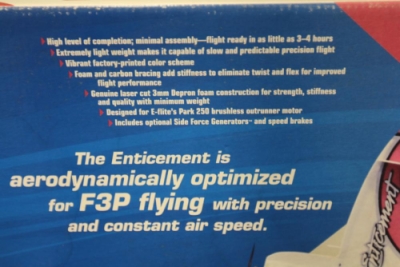 High level of completion; minimal assembly—flight ready in as little as 3-4 hours
Extremely light weight makes it capable of slow and predictable precision flight
Vibrant factory-printed color scheme
Foam and carbon bracing add stiffness to eliminate twist and flex for improved
flight performance
Genuine laser cut 3mm Depron foam construction for strength, stiffness
and quality with minimum weight
Designed for E-flite's Park 250 brushless outrunner motor
Includes optional Side Force Generators™ and speed brakes
The Enticement is
aerodynamically optimized
for F3P flying with precision
and constant air speed.
Enticement